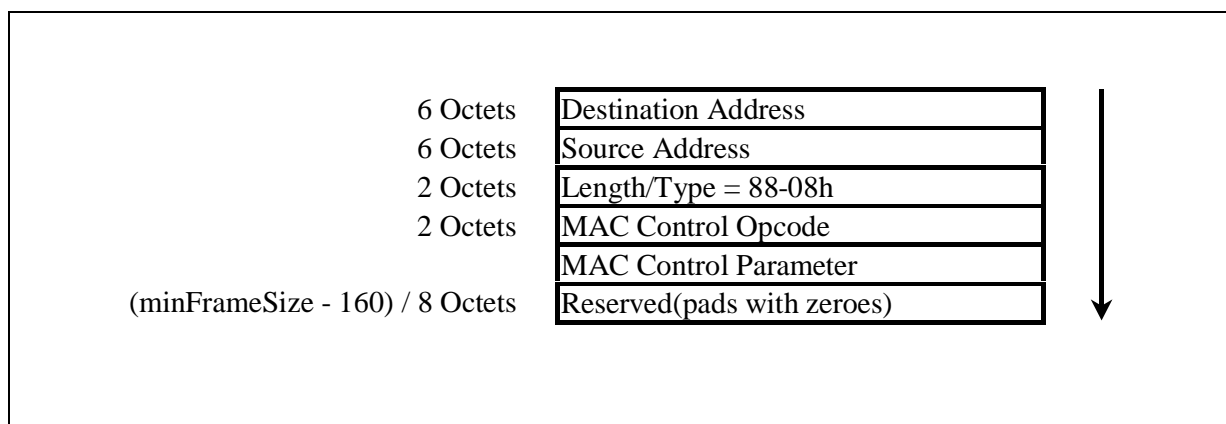 6 Octets Destination Address
6 Octets Source Address
2 Octets Length/Type = 88-08h
2 Octets MAC Control Opcode
MAC Control Parameter
(minFrameSize - 160) / 8 Octets Reserved(pads with zeroes)